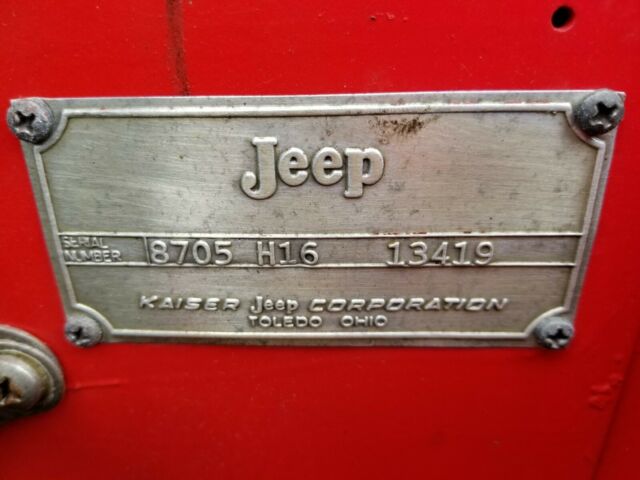 Jeep
SERIAL
NUMBER
8705 H16 13419
KAISER Jeep CORPORATION
TOLEDO OHIO